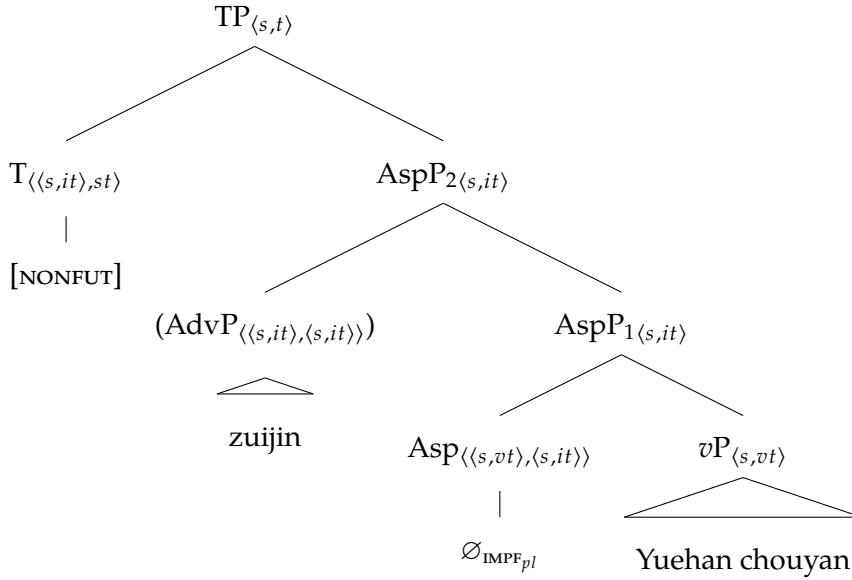 TP⟨s,t⟩
T⟨⟨s,it⟩,st⟩ AspP2⟨s,it⟩
[NONFUT] (AdvP⟨⟨s,it⟩,⟨s,it⟩⟩) AspP1⟨s,it⟩
zuijin Asp⟨⟨s,vt⟩,⟨s,it⟩⟩ vP⟨s,vt⟩
∅IMPFpl Yuehan chouyan